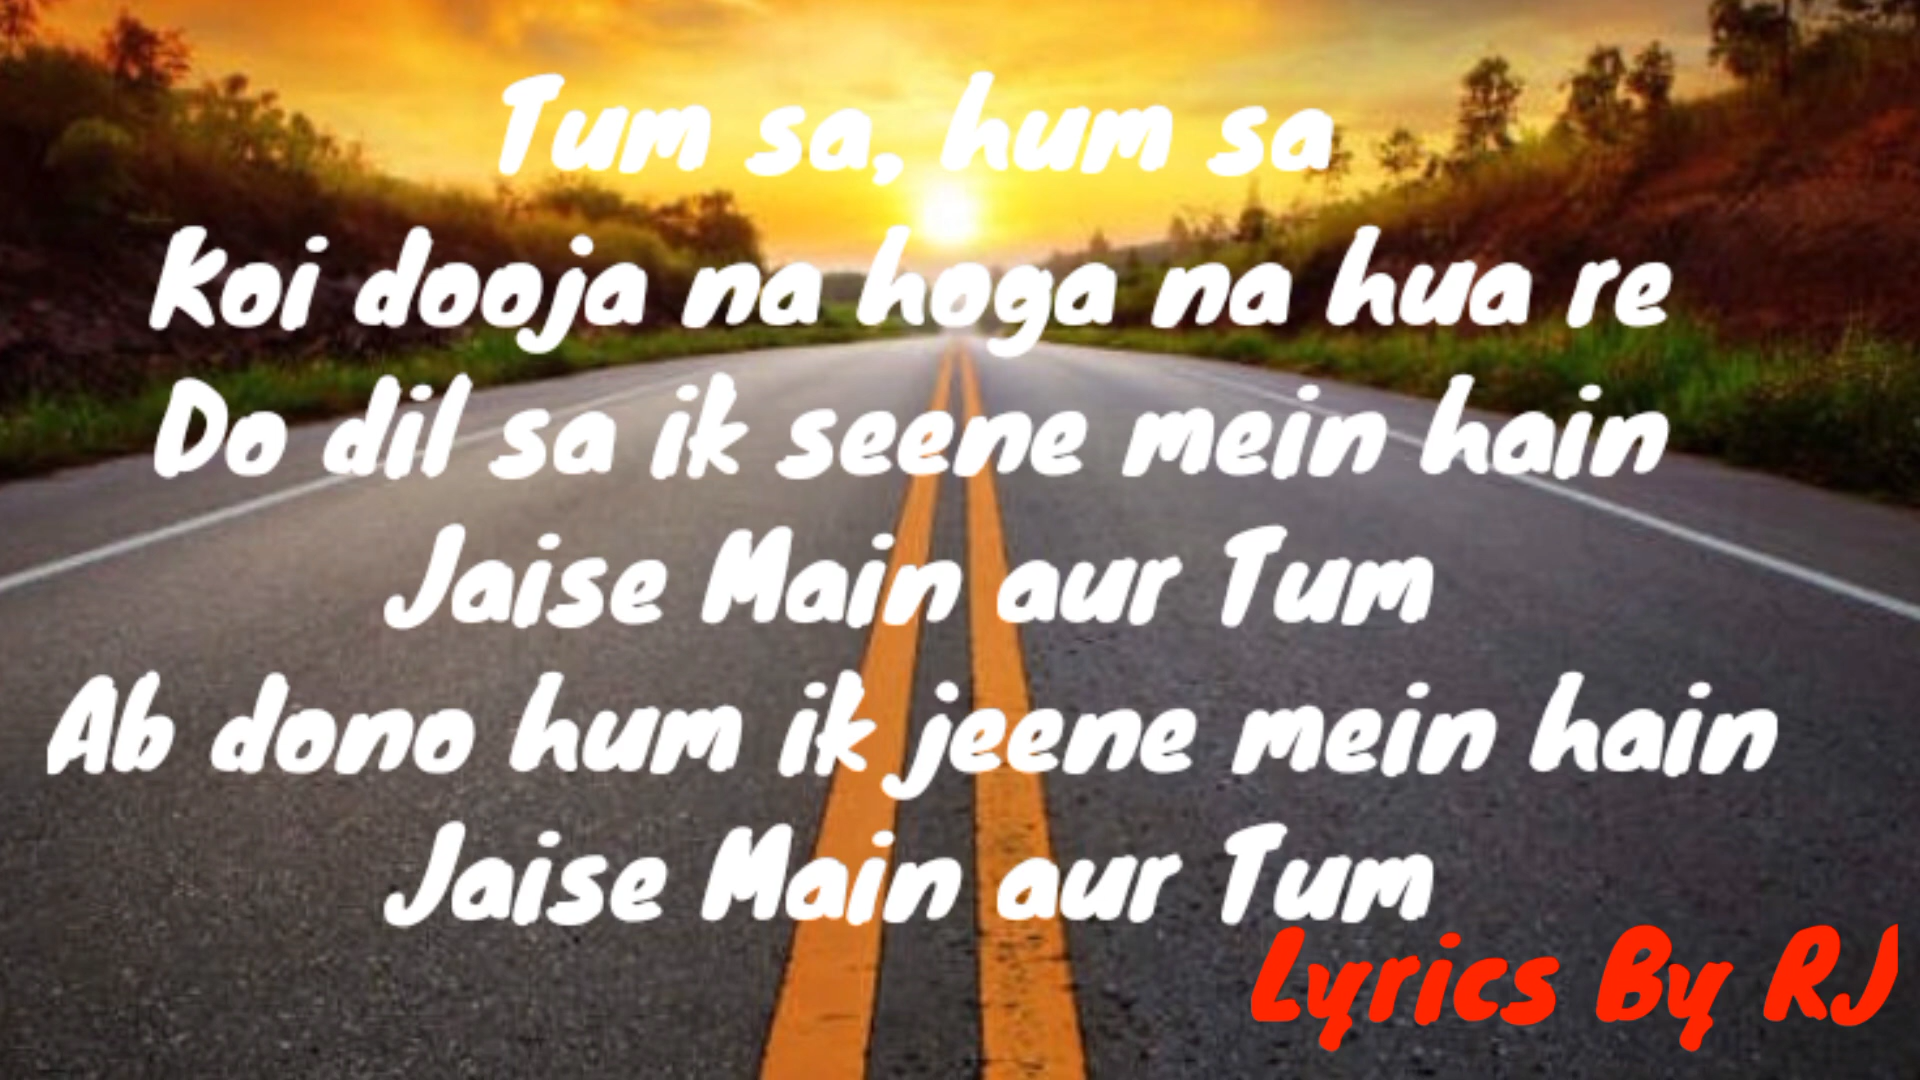 Tum sa, hum sa
Koi dooja na hoga na hua re
Do dil sa ik seene mein hain
Jaise Main aur Tum
Ab dono hum ik jeene mein hain
Jaise Main aur Tum
Lyrics By RJ